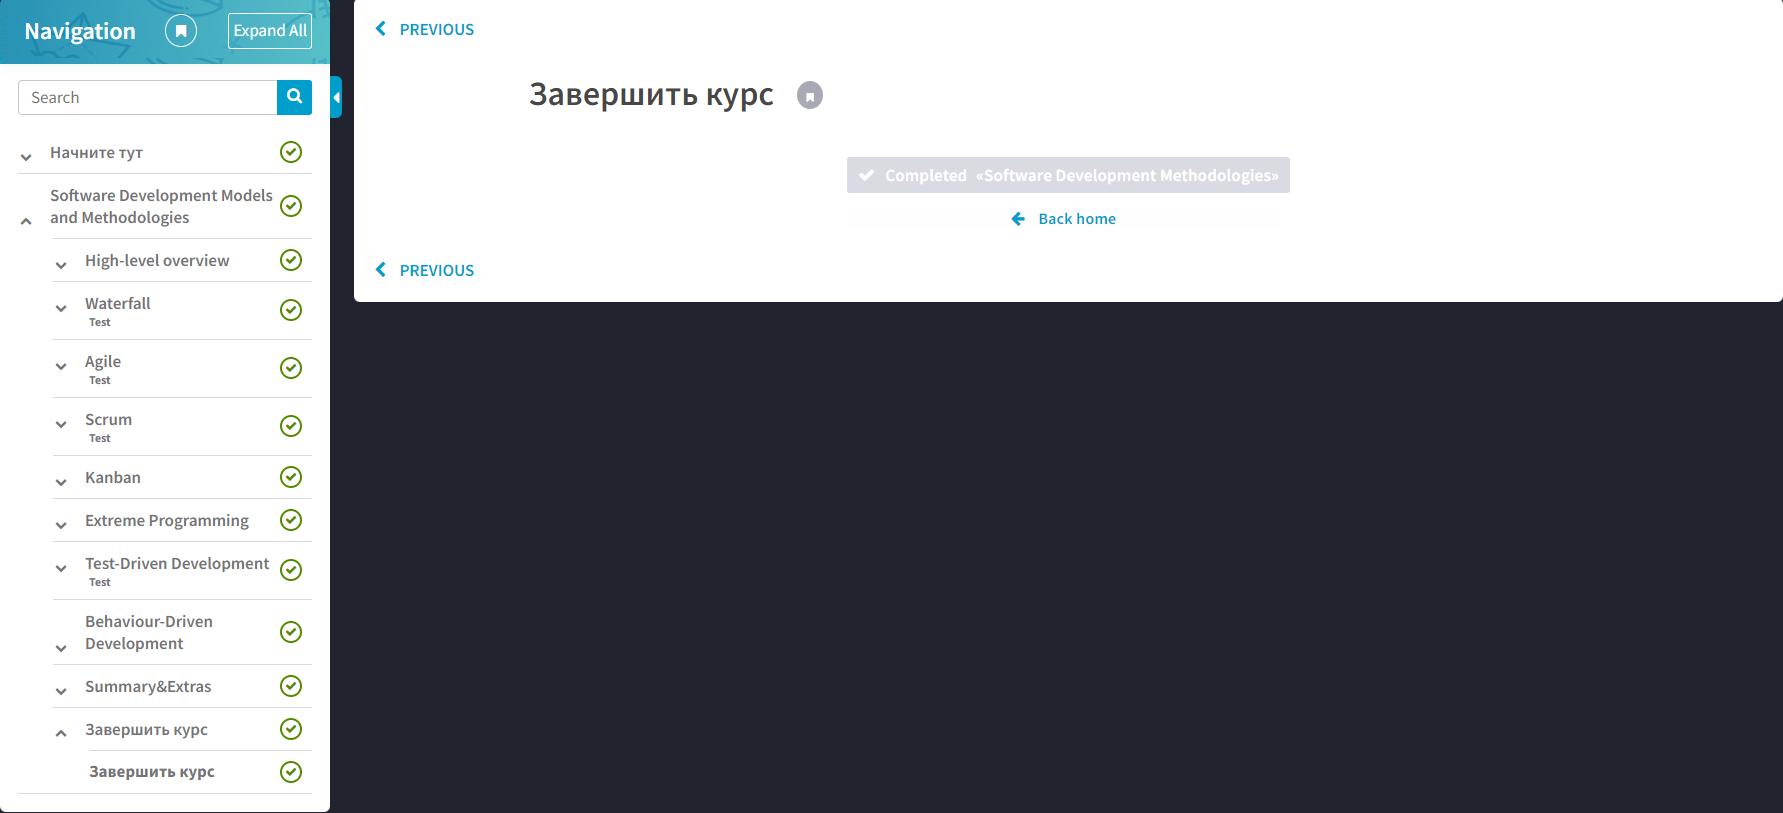 Navigation
Expand All
Search
Начните тут
Software Development Models
and Methodologies
High-level overview
Waterfall
Test
Agile
Test
Scrum
Test
Kanban
Extreme Programming
Test-Driven Development
Test
Behaviour-Driven
Development
Summary&Extras
Завершить курс
Завершить курс
PREVIOUS
Завершить курс
Completed «Software Development Methodologies»
Back home
PREVIOUS